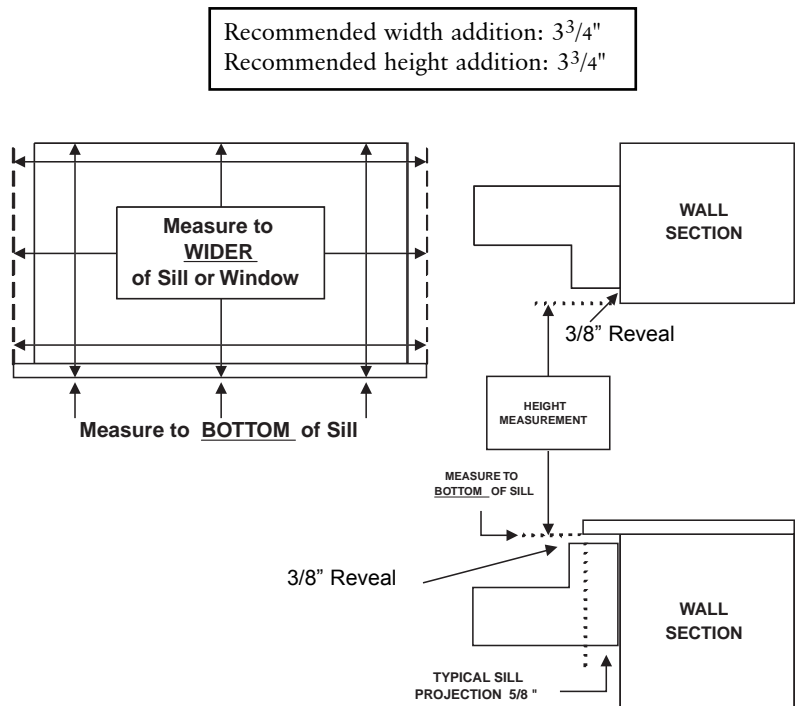 Recommended width addition: 3 3/4"
Recommended height addition: 3 3/4"
Measure to
WIDER
of Sill or Window
Measure to BOTTOM of Sill
WALL
SECTION
3/8” Reveal
HEIGHT
MEASUREMENT
MEASURE TO
BOTTOM OF SILL
3/8” Reveal
WALL
SECTION
TYPICAL SILL
PROJECTION 5/8 "